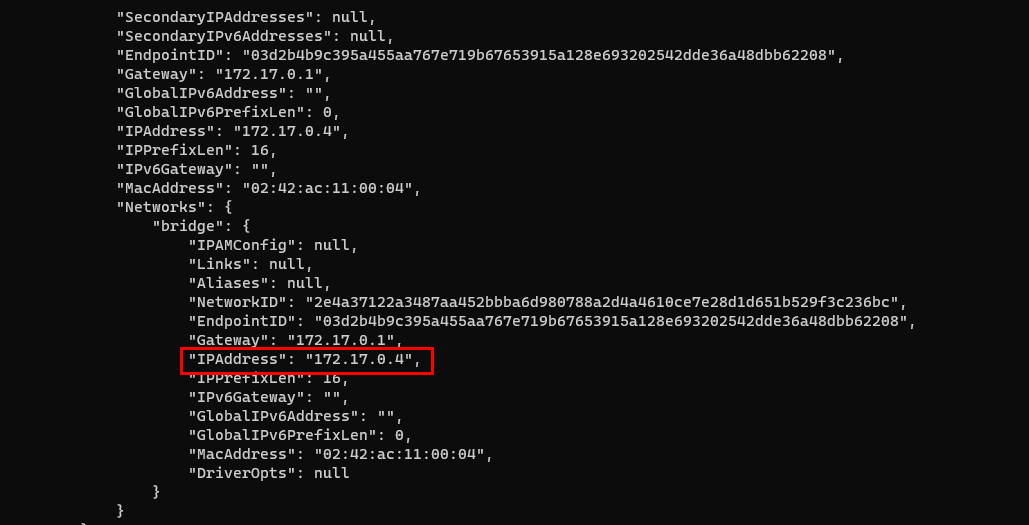 "SecondaryIPAddresses": null,
"SecondaryIPv6Addresses": null,
"EndpointID": "03d2b4b9c395a455aa767e719b67653915a128e693202542dde36a48dbb62208",
"Gateway": "172.17.0.1",
"GlobalIPv6Address": "",
"GlobalIPv6PrefixLen": 0,
"IPAddress": "172.17.0.4",
"IPPrefixLen": 16,
"IPv6Gateway": "",
"MacAddress": "02:42:ac:11:00:04",
"Networks": {
"bridge": {
"IPAMConfig": null,
"Links": null,
"Aliases": null,
"NetworkID": "2e4a37122a3487aa452bbba6d980788a2d4a4610ce7e28d1d651b529f3c236bc",
"EndpointID": "03d2b4b9c395a455aa767e719b67653915a128e693202542dde36a48dbb62208",
"Gateway": "172.17.0.1",
"IPAddress": "172.17.0.4",
"IPPrefixLen": 16,
"IPv6Gateway": "",
"GlobalIPv6Address": "",
"GlobalIPv6PrefixLen": 0,
"MacAddress": "02:42:ac:11:00:04",
"DriverOpts": null
}
}